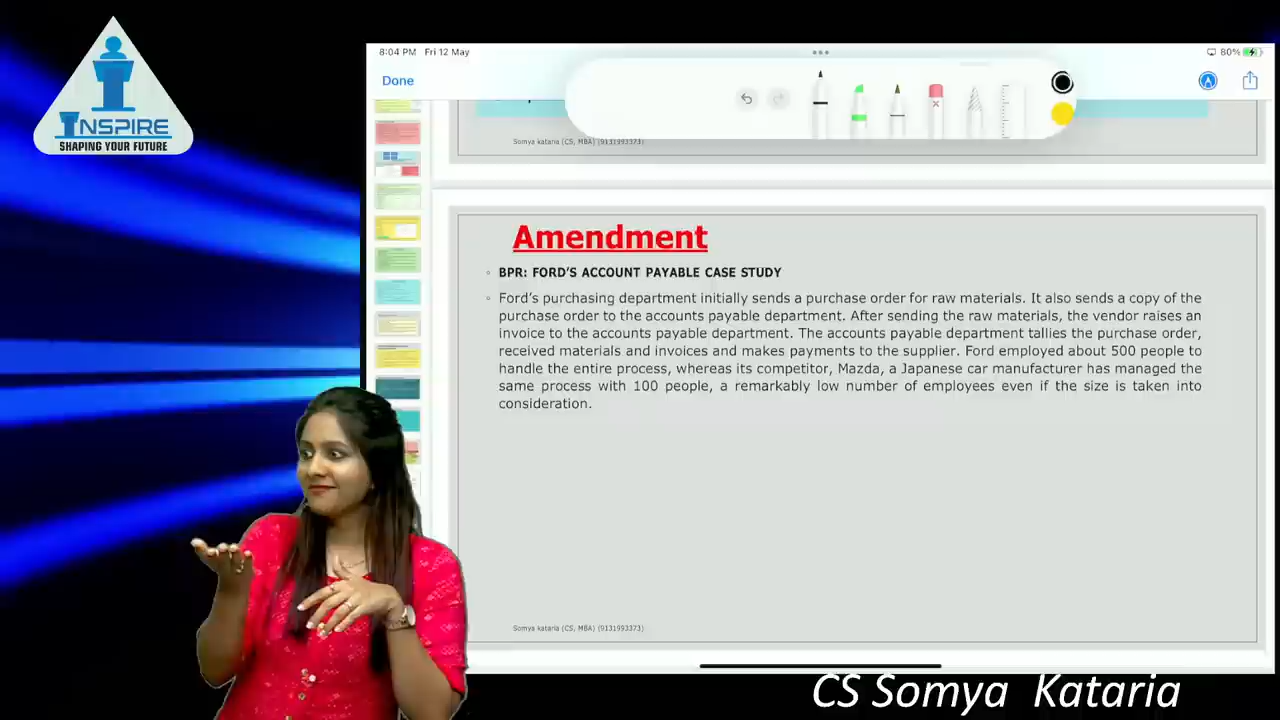 INSPIRE
SHAPING YOUR FUTURE
8:04 PM Fri 12 May
80%
Done
Somya kataria (CS, MBA) (9131993373)
Amendment
◦ BPR: FORD'S ACCOUNT PAYABLE CASE STUDY
◦ Ford's purchasing department initially sends a purchase order for raw materials. It also sends a copy of the
purchase order to the accounts payable department. After sending the raw materials, the vendor raises an
invoice to the accounts payable department. The accounts payable department tallies the purchase order,
received materials and invoices and makes payments to the supplier. Ford employed about 500 people to
handle the entire process, whereas its competitor, Mazda, a Japanese car manufacturer has managed the
same process with 100 people, a remarkably low number of employees even if the size is taken into
consideration.
Somya kataria (CS, MBA) (9131993373)
CS Somya Kataria